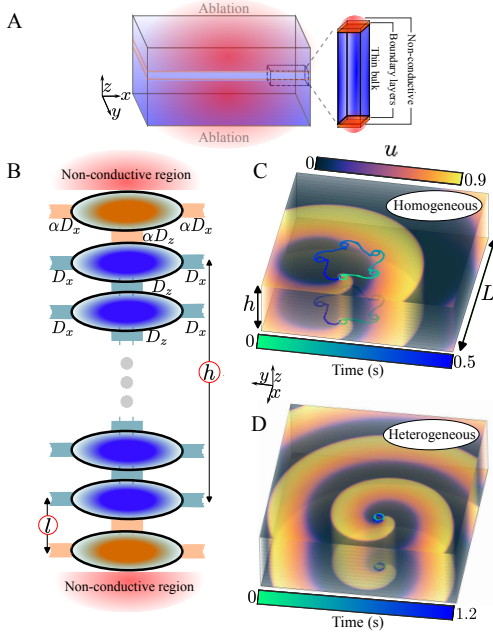 A
Ablation
Ablation
z
x
y
Non-conductive
Boundary layers
Thin bulk
B
Non-conductive region
αDx
αDx
αDz
Dx
Dx
Dz
Dx
Dx
Dz
h
l
Non-conductive region
C
u
0
0.9
Homogeneous
h
L
0
0.5
Time (s)
y
z
x
D
Heterogeneous
0
1.2
Time (s)